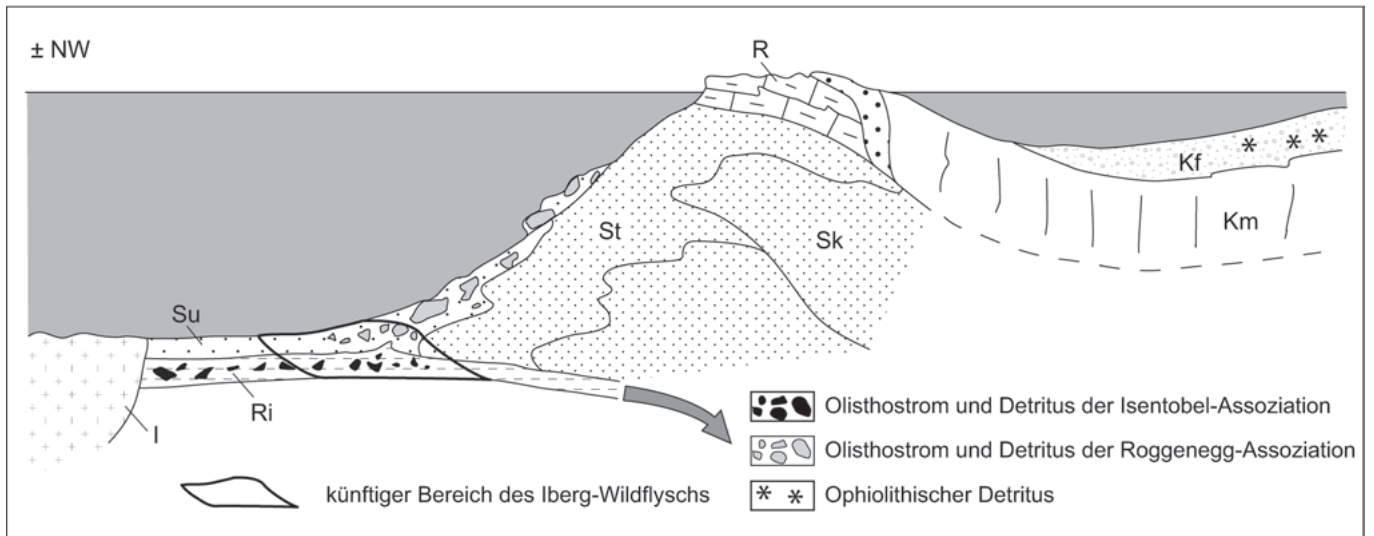 ± NW
R
Kf
Km
St
Sk
Su
Ri
I
Olisthostrom und Detritus der Isentobel-Assoziation
Olisthostrom und Detritus der Roggenegg-Assoziation
künftiger Bereich des Iberg-Wildflyschs
Ophiolithischer Detritus